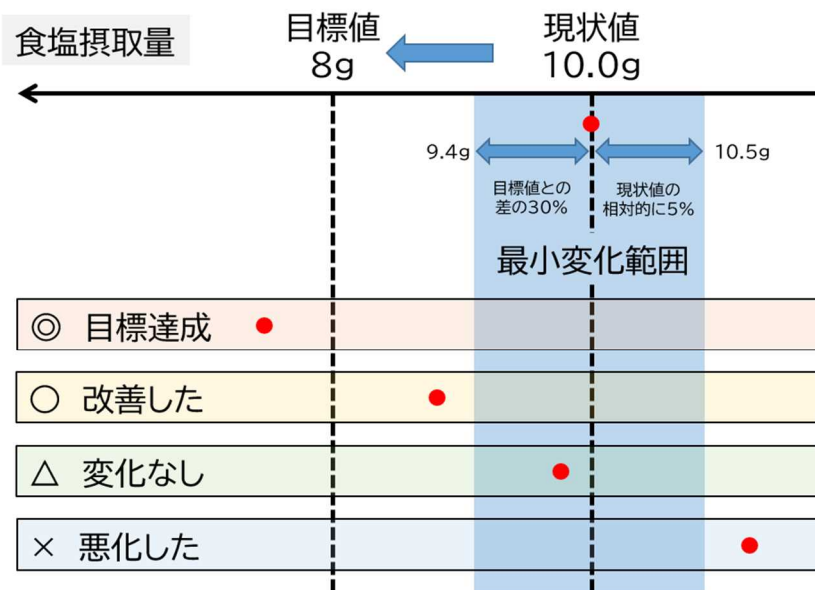 食塩摂取量
目標値
8g
現状値
10.0g
9.4g
10.5g
目標値との
差の30%
現状値の
相対的に5%
最小変化範囲
◎ 目標達成
○ 改善した
△ 変化なし
× 悪化した